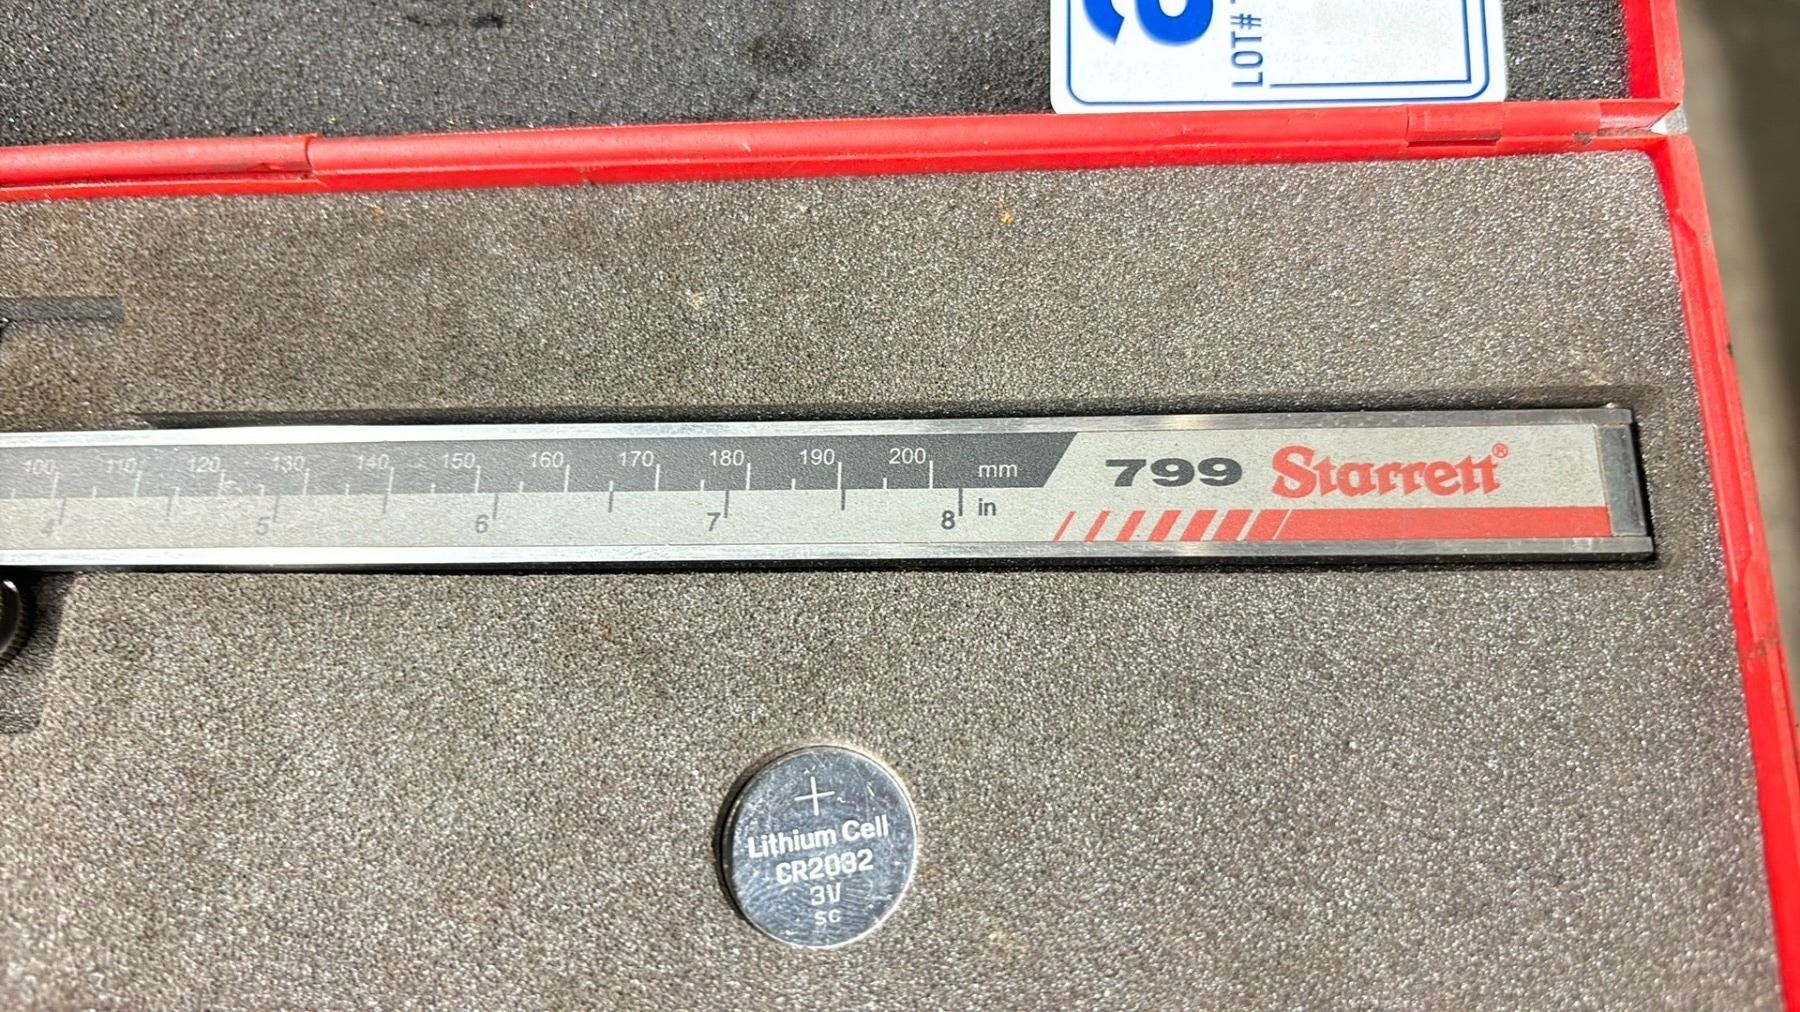 LOT#
100 110 120 130 140 150 160 170 180 190 200 mm
4 5 6 7 8 in
799 Starrett®
+
Lithium Cell
CR2032
3V
SC